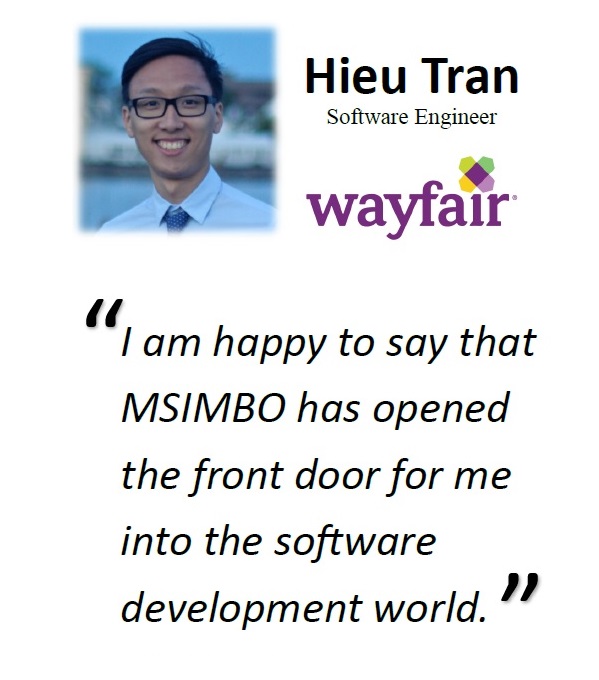 Hieu Tran
Software Engineer
wayfair®
“I am happy to say that
MSIMBO has opened
the front door for me
into the software
development world.”